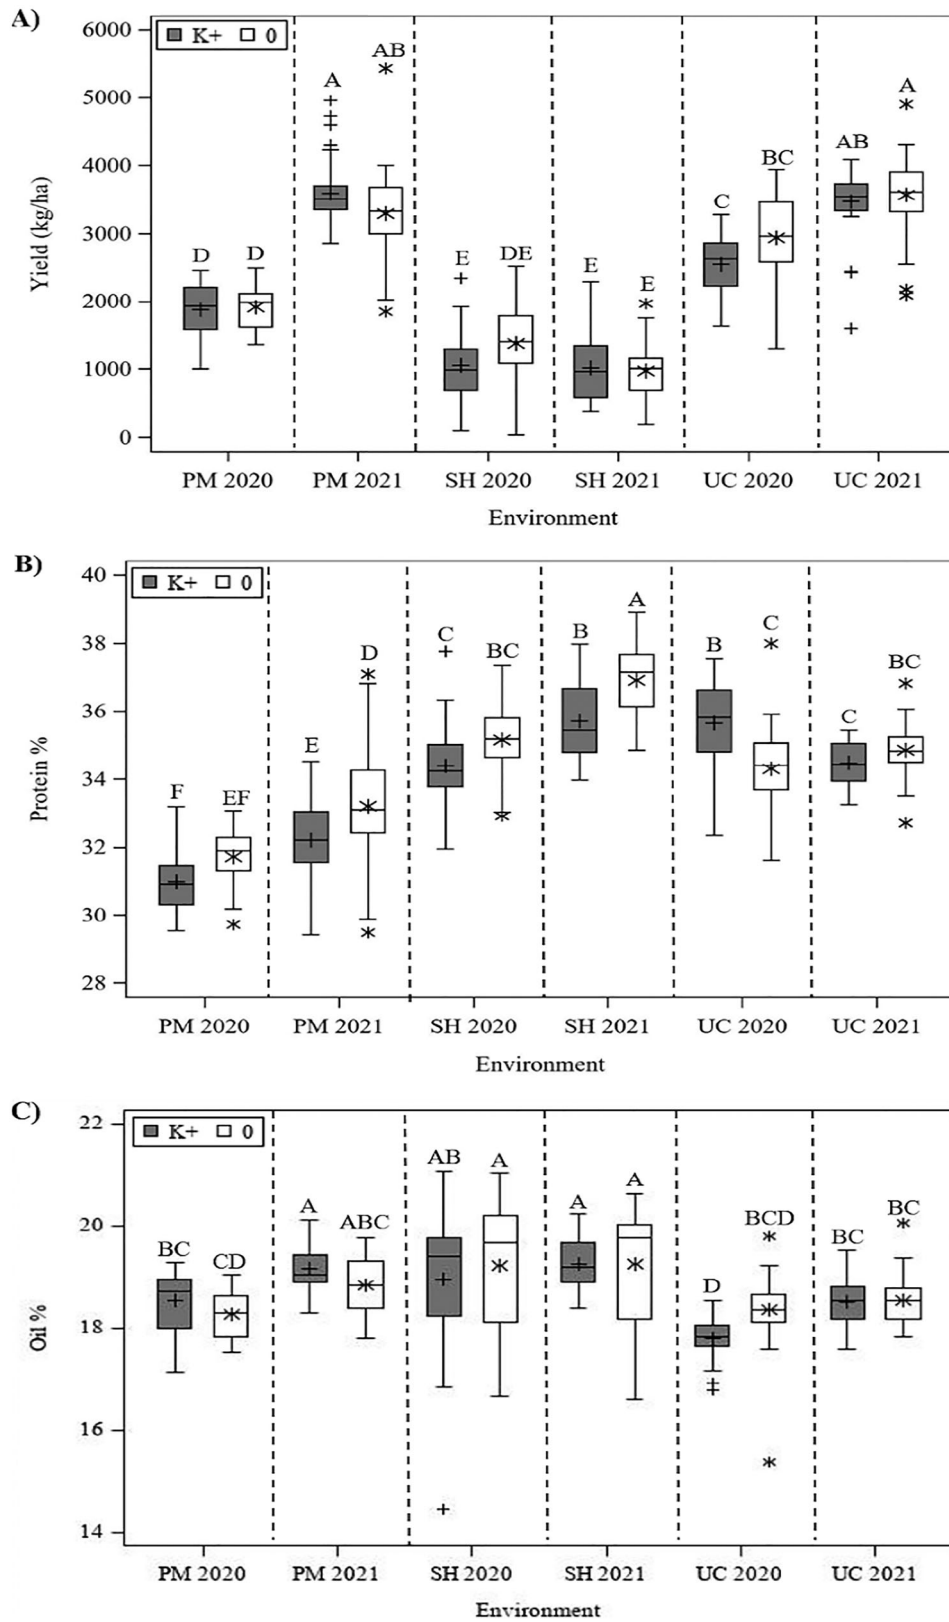 A)
K+ 0
6000
5000
4000
3000
2000
1000
0
Yield (kg/ha)
D D A AB E DE E E C BC AB A
PM 2020 PM 2021 SH 2020 SH 2021 UC 2020 UC 2021
Environment
B)
K+ 0
40
38
36
34
32
30
28
Protein %
F EF E D C BC B A B C C BC
PM 2020 PM 2021 SH 2020 SH 2021 UC 2020 UC 2021
Environment
C)
K+ 0
22
20
18
16
14
Oil %
BC CD A ABC AB A A A D BCD BC BC
PM 2020 PM 2021 SH 2020 SH 2021 UC 2020 UC 2021
Environment